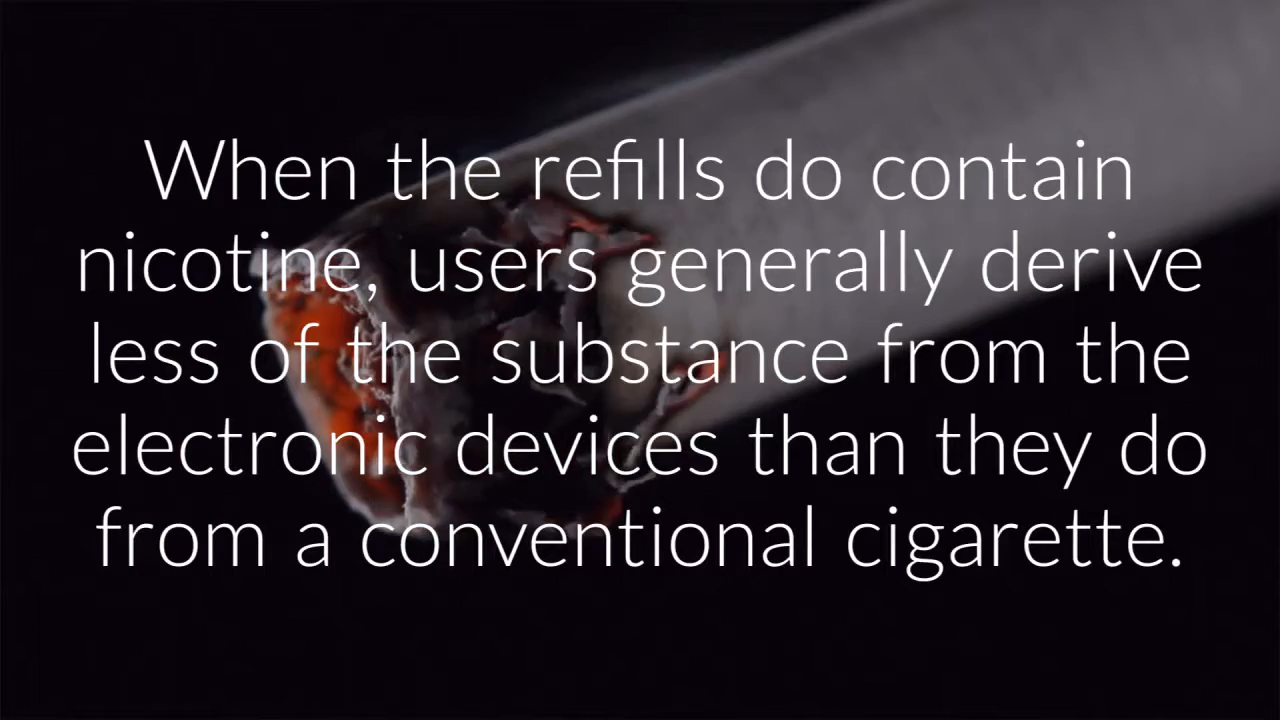 When the refills do contain
nicotine, users generally derive
less of the substance from the
electronic devices than they do
from a conventional cigarette.